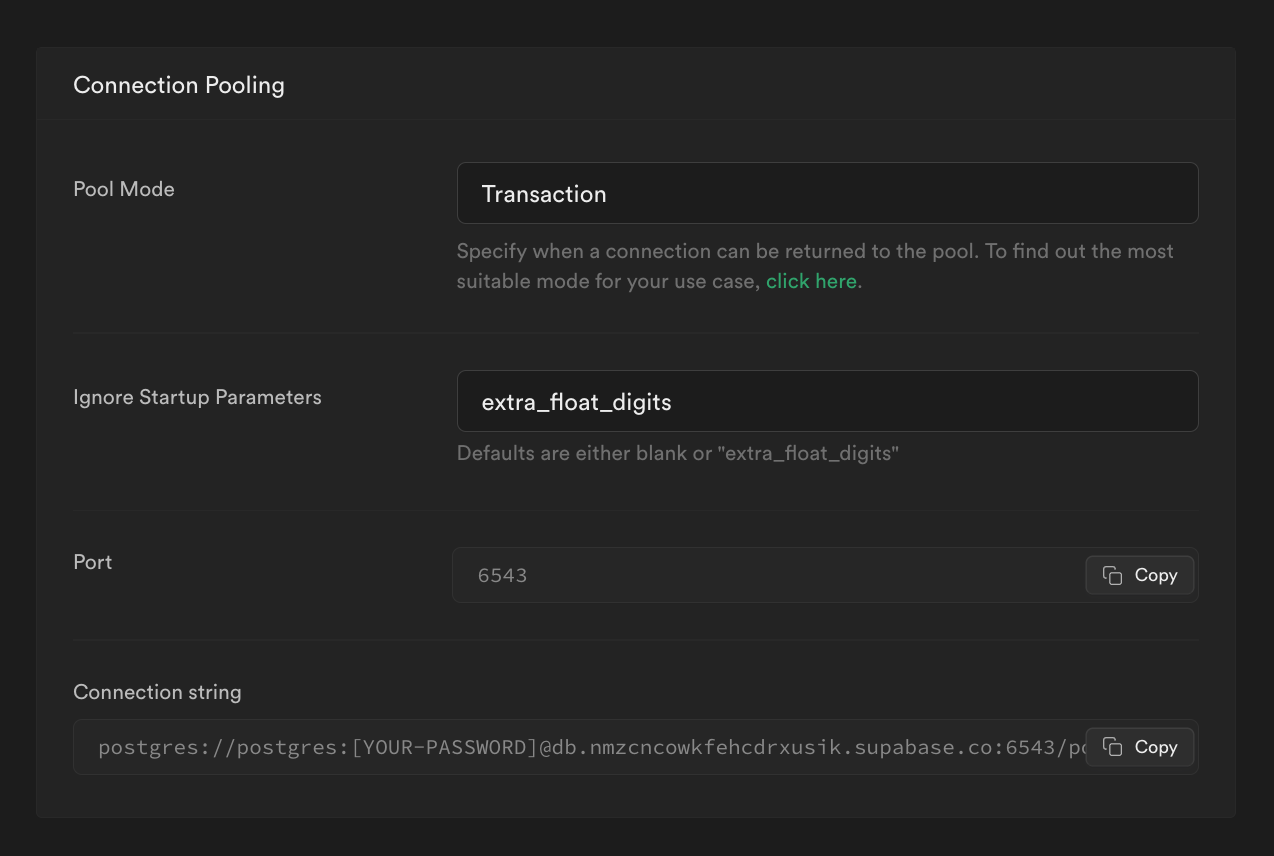 Connection Pooling
Pool Mode
Transaction
Specify when a connection can be returned to the pool. To find out the most
suitable mode for your use case, click here.
Ignore Startup Parameters
extra_float_digits
Defaults are either blank or "extra_float_digits"
Port
6543
Copy
Connection string
postgres://postgres:[YOUR-PASSWORD]@db.nmzcncowkfehcdrxusik.supabase.co:6543/po
Copy